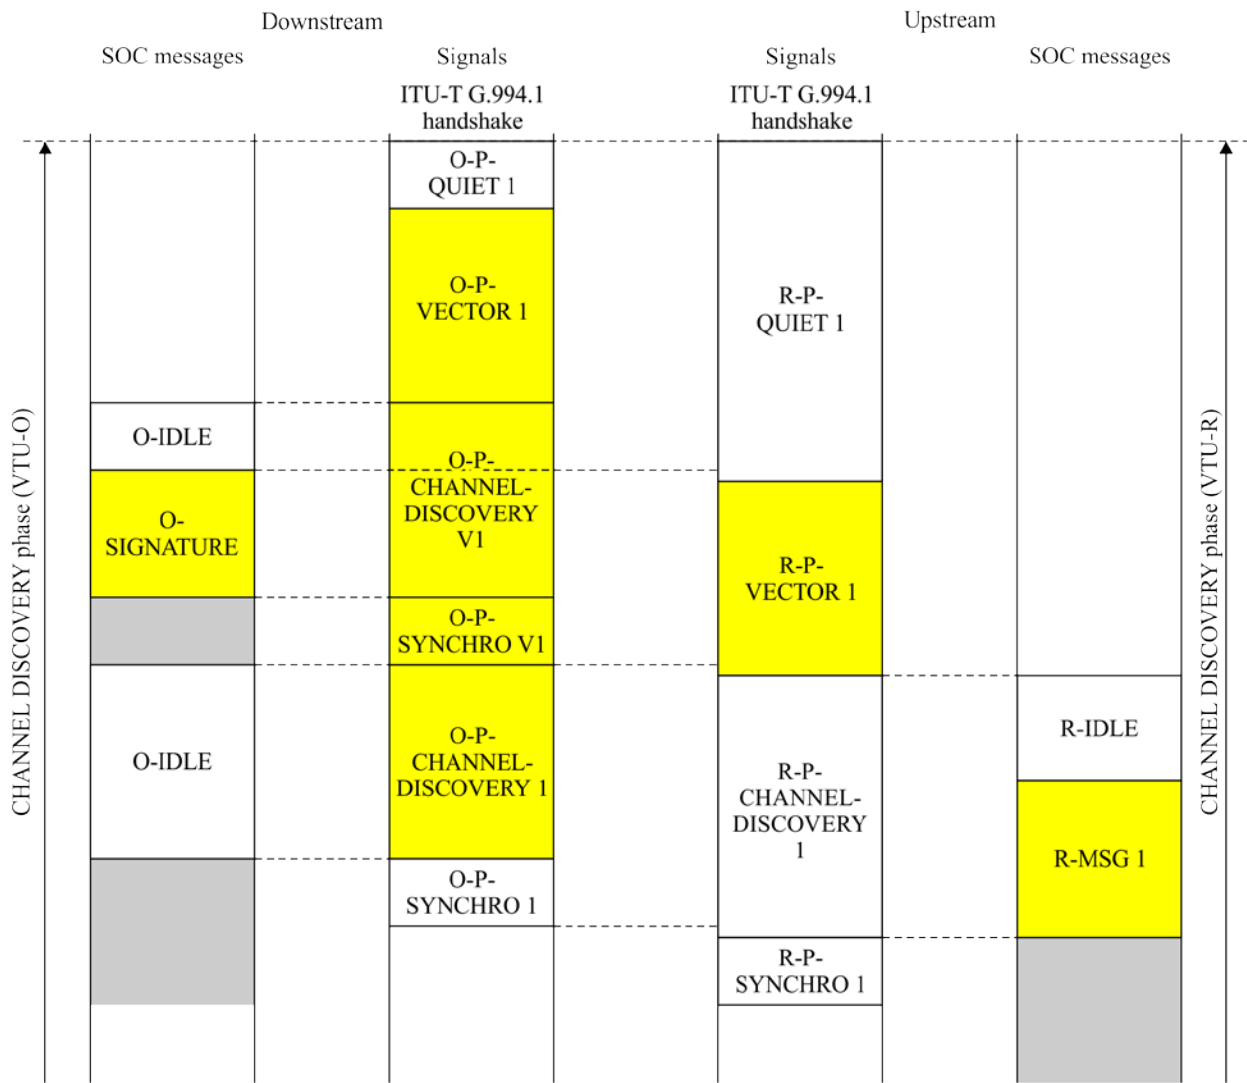 Downstream
Upstream
SOC messages
Signals
Signals
SOC messages
ITU-T G.994.1
handshake
ITU-T G.994.1
handshake
CHANNEL DISCOVERY phase (VTU-O)
O-IDLE
O-
SIGNATURE
O-IDLE
O-P-
QUIET 1
O-P-
VECTOR 1
O-P-
CHANNEL-
DISCOVERY
V1
O-P-
SYNCHRO V1
O-P-
CHANNEL-
DISCOVERY 1
O-P-
SYNCHRO 1
R-P-
QUIET 1
R-P-
VECTOR 1
R-P-
CHANNEL-
DISCOVERY
1
R-P-
SYNCHRO 1
R-IDLE
R-MSG 1
CHANNEL DISCOVERY phase (VTU-R)